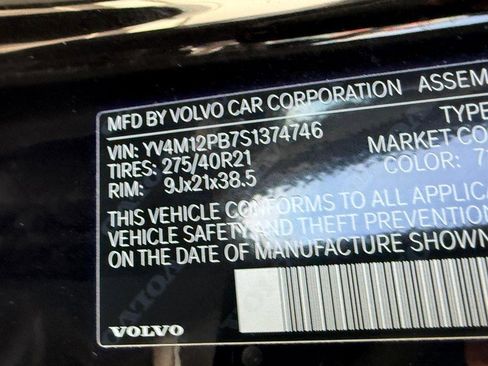 MFD BY VOLVO CAR CORPORATION ASSEM
TYPE
VIN: YV4M12PB7S1374746 MARKET CO
TIRES: 275/40R21 COLOR: 7
RIM: 9Jx21x38.5
THIS VEHICLE CONFORMS TO ALL APPLICA
VEHICLE SAFETY AND THEFT PREVENTION
ON THE DATE OF MANUFACTURE SHOWN
VOLVO